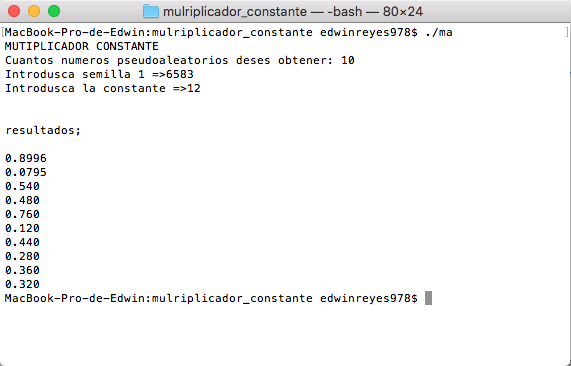 mulriplicador_constante — -bash — 80×24
[MacBook-Pro-de-Edwin:mulriplicador_constante edwinreyes978$ ./ma ]
MUTIPLICADOR CONSTANTE
Cuantos numeros pseudoaleatorios deses obtener: 10
Introdusca semilla 1 =>6583
Introdusca la constante =>12
resultados;
0.8996
0.0795
0.540
0.480
0.760
0.120
0.440
0.280
0.360
0.320
MacBook-Pro-de-Edwin:mulriplicador_constante edwinreyes978$